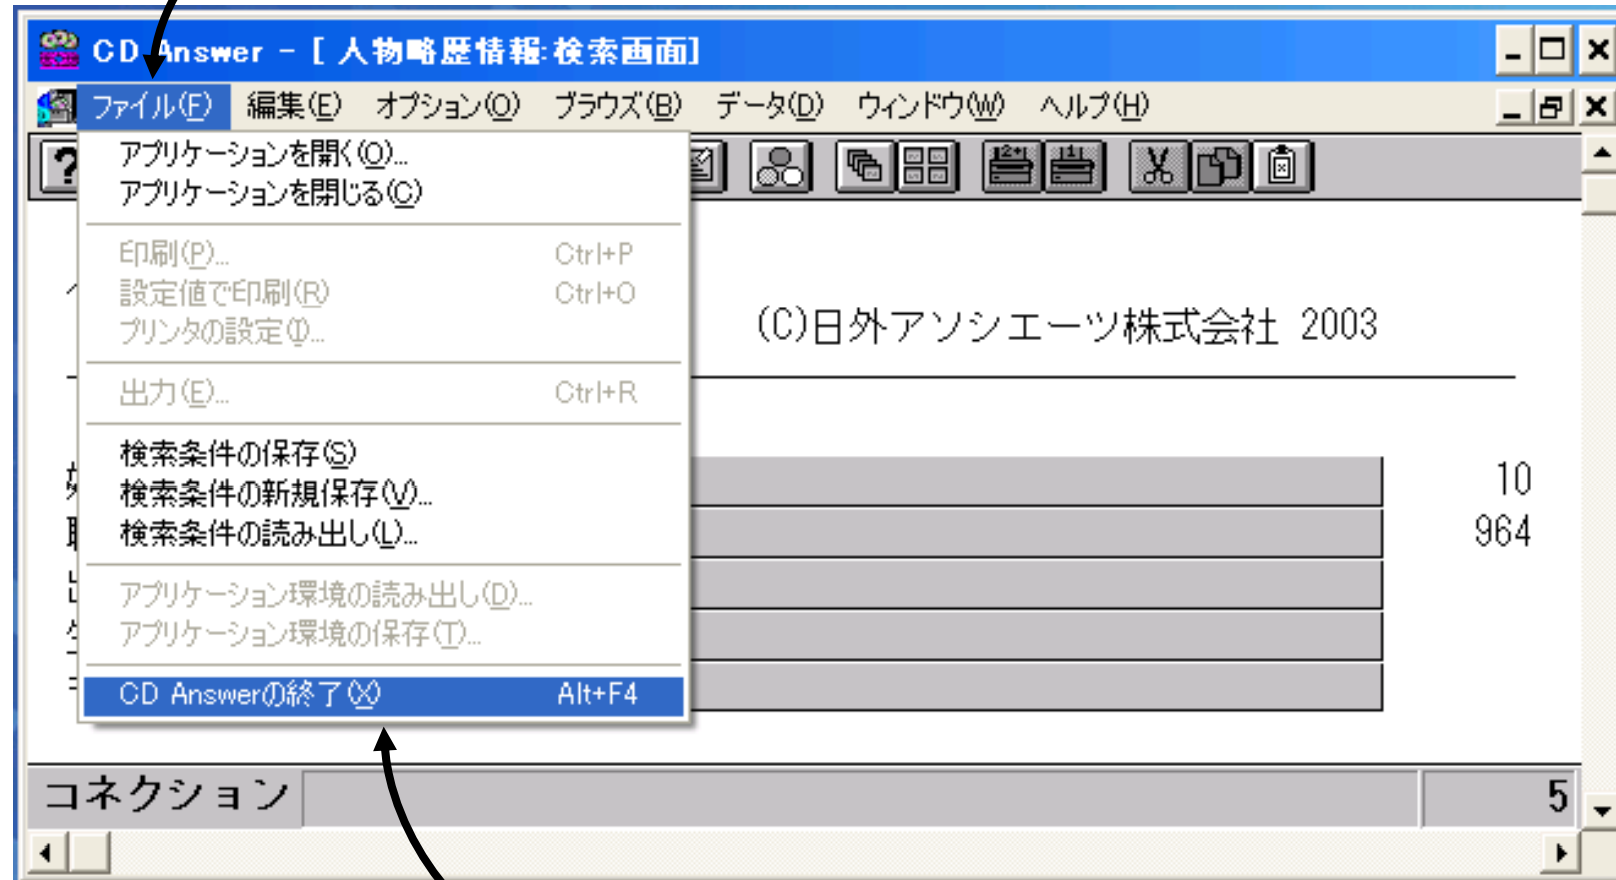 CD Answer - [ 人物略歴情報:検索画面]
ファイル(F) 編集(E) オプション(O) ブラウズ(B) データ(D) ウィンドウ(W) ヘルプ(H)
アプリケーションを開く(O)...
アプリケーションを閉じる(C)
印刷(P)... Ctrl+P
設定値で印刷(R) Ctrl+O
プリンタの設定(I)...
(C)日外アソシエーツ株式会社 2003
出力(E)... Ctrl+R
検索条件の保存(S)
検索条件の新規保存(V)... 10
検索条件の読み出し(L)... 964
アプリケーション環境の読み出し(D)...
アプリケーション環境の保存(T)...
CD Answerの終了(X) Alt+F4
コネクション 5